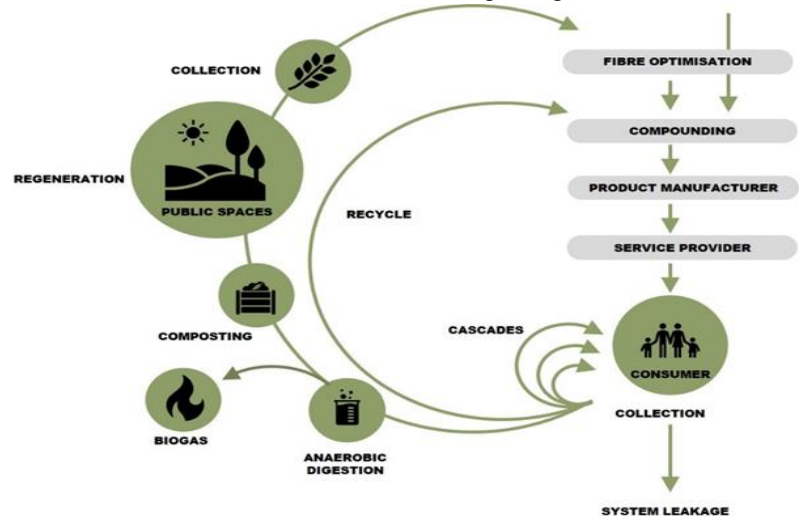 COLLECTION
FIBRE OPTIMISATION
COMPOUNDING
REGENERATION
PUBLIC SPACES
PRODUCT MANUFACTURER
RECYCLE
SERVICE PROVIDER
COMPOSTING
CASCADES
CONSUMER
COLLECTION
BIOGAS
ANAEROBIC
DIGESTION
SYSTEM LEAKAGE